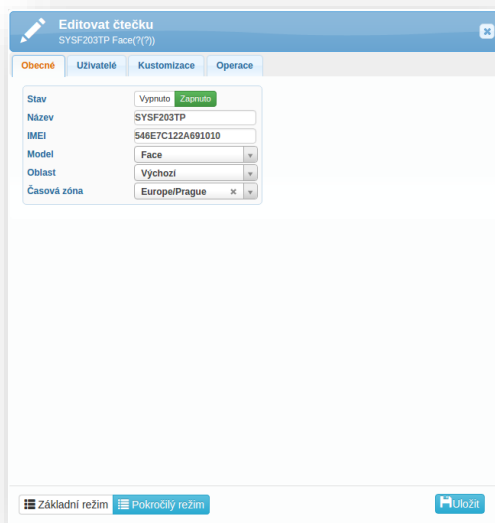 Editovat čtečku
SYSF203TP Face(?(?))
Obecné Uživatelé Kustomizace Operace
Stav Vypnuto Zapnuto
Název SYSF203TP
IMEI 546E7C122A691010
Model Face
Oblast Výchozí
Časová zóna Europe/Prague
Základní režim Pokročilý režim Uložit